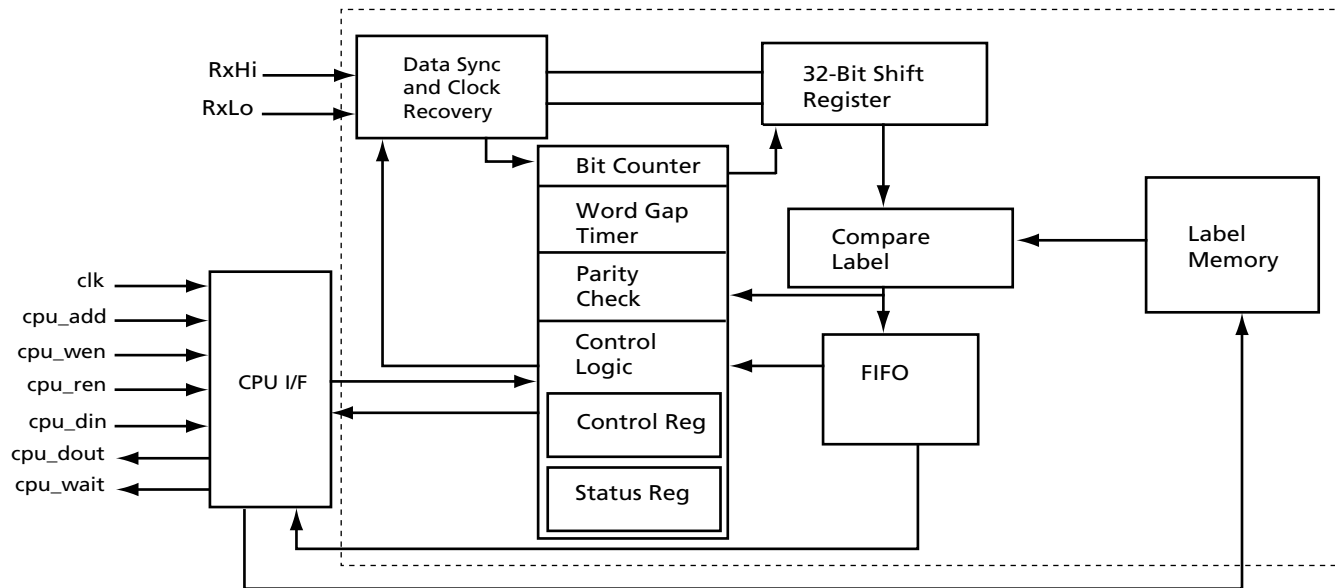 RxHi
RxLo
Data Sync
and Clock
Recovery
32-Bit Shift
Register
Bit Counter
Word Gap
Timer
Parity
Check
Control
Logic
Control Reg
Status Reg
Compare
Label
Label
Memory
FIFO
clk
cpu_add
cpu_wen
cpu_ren
cpu_din
cpu_dout
cpu_wait
CPU I/F